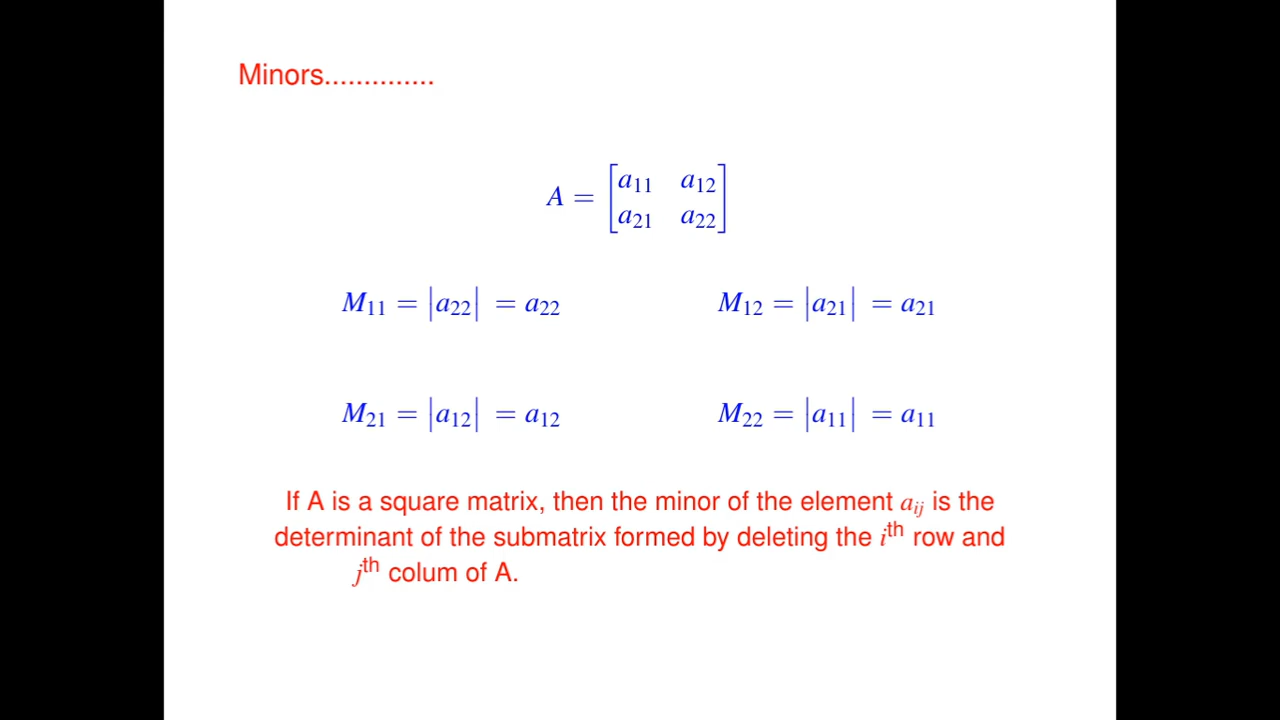 Minors..............
A = [a11 a12
a21 a22]
M11 = |a22| = a22 M12 = |a21| = a21
M21 = |a12| = a12 M22 = |a11| = a11
If A is a square matrix, then the minor of the element aij is the
determinant of the submatrix formed by deleting the ith row and
jth colum of A.